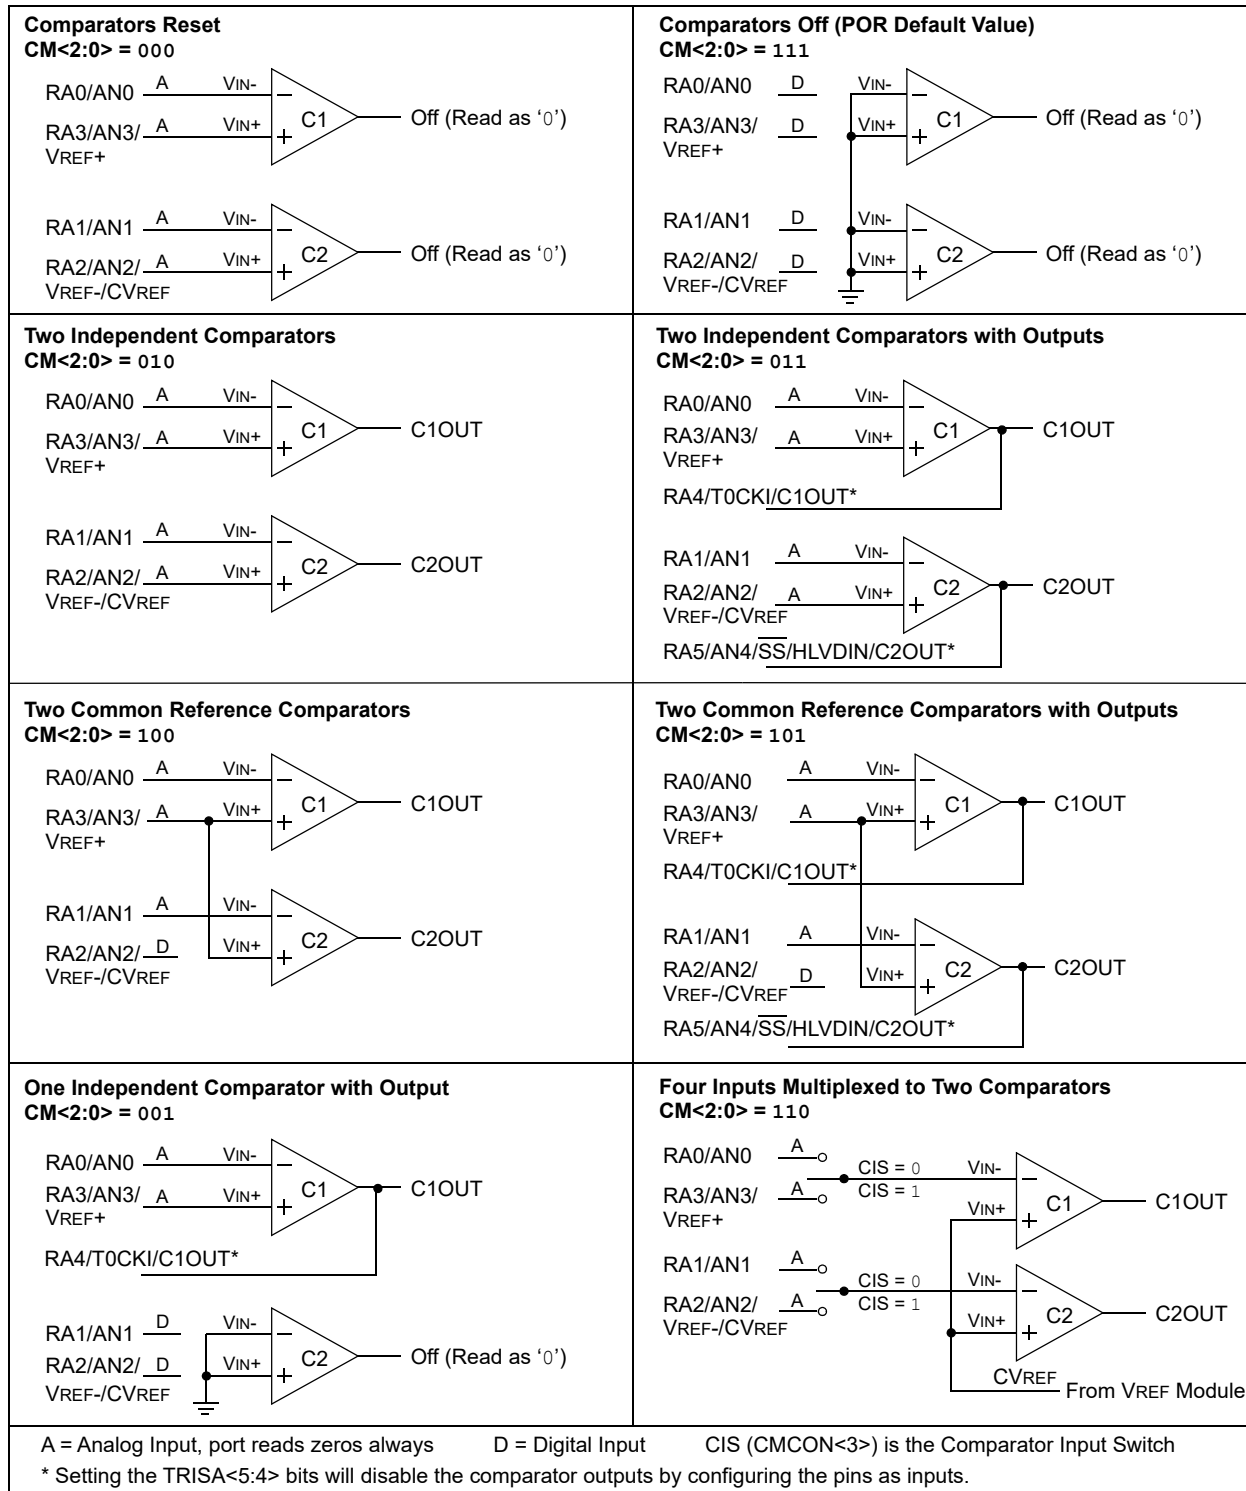 Comparators Reset
CM<2:0> = 000
RA0/AN0 A VIN-
C1 Off (Read as ‘0’)
RA3/AN3/ A VIN+
VREF+
RA1/AN1 A VIN-
C2 Off (Read as ‘0’)
RA2/AN2/ A VIN+
VREF-/CVREF
Comparators Off (POR Default Value)
CM<2:0> = 111
RA0/AN0 D VIN-
C1 Off (Read as ‘0’)
RA3/AN3/ D VIN+
VREF+
RA1/AN1 D VIN-
C2 Off (Read as ‘0’)
RA2/AN2/ D VIN+
VREF-/CVREF
Two Independent Comparators
CM<2:0> = 010
RA0/AN0 A VIN-
C1 C1OUT
RA3/AN3/ A VIN+
VREF+
RA1/AN1 A VIN-
C2 C2OUT
RA2/AN2/ A VIN+
VREF-/CVREF
Two Independent Comparators with Outputs
CM<2:0> = 011
RA0/AN0 A VIN-
C1 C1OUT
RA3/AN3/ A VIN+
VREF+
RA4/T0CKI/C1OUT*
RA1/AN1 A VIN-
C2 C2OUT
RA2/AN2/ A VIN+
VREF-/CVREF
RA5/AN4/SS/HLVDIN/C2OUT*
Two Common Reference Comparators
CM<2:0> = 100
RA0/AN0 A VIN-
C1 C1OUT
RA3/AN3/ A VIN+
VREF+
RA1/AN1 A VIN-
C2 C2OUT
RA2/AN2/ D VIN+
VREF-/CVREF
Two Common Reference Comparators with Outputs
CM<2:0> = 101
RA0/AN0 A VIN-
C1 C1OUT
RA3/AN3/ A VIN+
VREF+
RA4/T0CKI/C1OUT*
RA1/AN1 A VIN-
C2 C2OUT
RA2/AN2/ D VIN+
VREF-/CVREF
RA5/AN4/SS/HLVDIN/C2OUT*
One Independent Comparator with Output
CM<2:0> = 001
RA0/AN0 A VIN-
C1 C1OUT
RA3/AN3/ A VIN+
VREF+
RA4/T0CKI/C1OUT*
RA1/AN1 D VIN-
C2 Off (Read as ‘0’)
RA2/AN2/ D VIN+
VREF-/CVREF
Four Inputs Multiplexed to Two Comparators
CM<2:0> = 110
RA0/AN0 A CIS = 0 VIN-
RA3/AN3/ A CIS = 1 VIN+ C1 C1OUT
VREF+
RA1/AN1 A CIS = 0 VIN-
RA2/AN2/ A CIS = 1 VIN+ C2 C2OUT
VREF-/CVREF
CVREF From VREF Module
A = Analog Input, port reads zeros always D = Digital Input CIS (CMCON<3>) is the Comparator Input Switch
* Setting the TRISA<5:4> bits will disable the comparator outputs by configuring the pins as inputs.